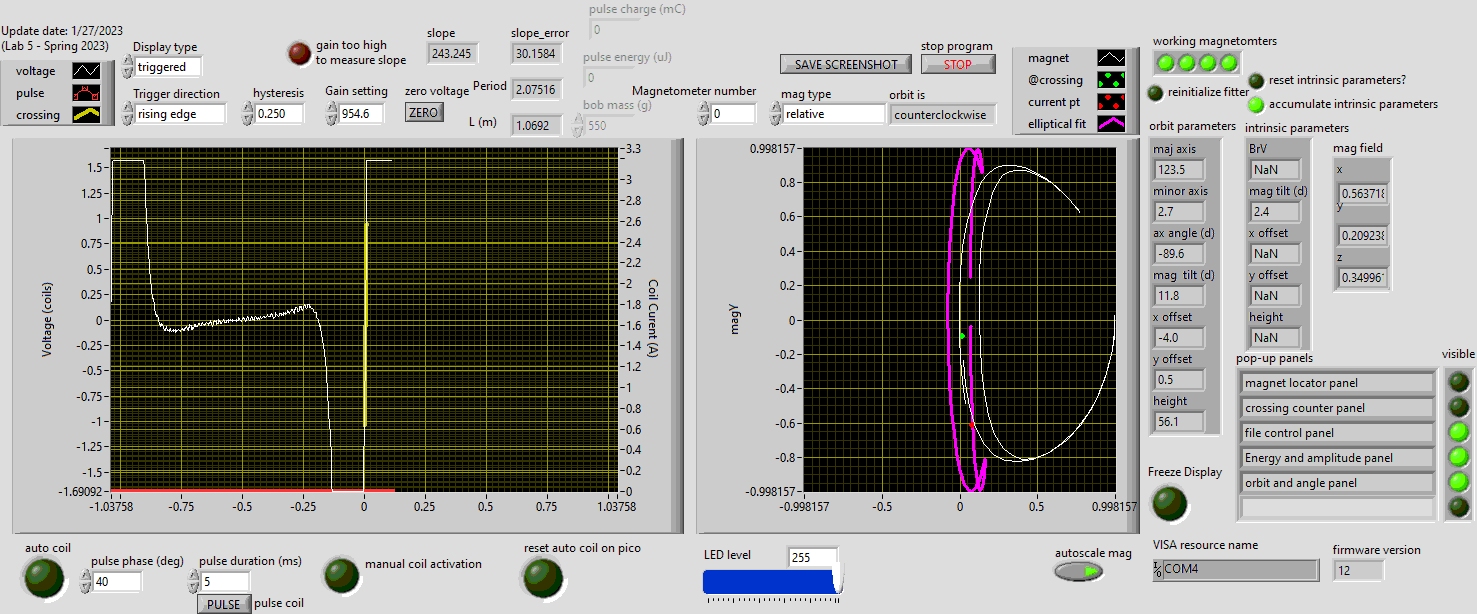 Update date: 1/27/2023
(Lab 5 - Spring 2023)
voltage
pulse
crossing
Display type
triggered
Trigger direction
rising edge
gain too high
to measure slope
hysteresis
0.250
Gain setting
954.6
slope
243.245
slope_error
30.1584
zero voltage
ZERO
Period
2.07516
L (m)
1.0692
pulse charge (mC)
0
pulse energy (uJ)
0
bob mass (g)
550
Magnetometer number
0
SAVE SCREENSHOT
stop program
STOP
mag type
relative
orbit is
counterclockwise
magnet
@crossing
current pt
elliptical fit
working magnetomters
reinitialize fitter
reset intrinsic parameters?
accumulate intrinsic parameters
orbit parameters
maj axis
123.5
minor axis
2.7
ax angle (d)
-89.6
mag tilt (d)
11.8
x offset
-4.0
y offset
0.5
height
56.1
intrinsic parameters
BrV
NaN
mag tilt (d)
2.4
x offset
NaN
y offset
NaN
height
NaN
mag field
x
0.563718
y
0.209238
z
0.34996
Voltage (coils)
1.5
1.25
1
0.75
0.5
0.25
0
-0.25
-0.5
-0.75
-1
-1.25
-1.5
-1.69092
-1.03758
-0.75
-0.5
-0.25
0
0.25
0.5
0.75
1.03758
3.3
3
2.8
2.6
2.4
2.2
2
1.8
1.6
1.4
1.2
1
0.8
0.6
0.4
0.2
0
Coil Curent (A)
magy
0.998157
0.8
0.6
0.4
0.2
0
-0.2
-0.4
-0.6
-0.8
-0.998157
-0.998157
-0.5
0
0.5
0.998157
pop-up panels
visible
magnet locator panel
crossing counter panel
file control panel
Energy and amplitude panel
orbit and angle panel
Freeze Display
auto coil
pulse phase (deg)
40
pulse duration (ms)
5
PULSE
pulse coil
manual coil activation
reset auto coil on pico
LED level
255
autoscale mag
VISA resource name
COM4
firmware version
12